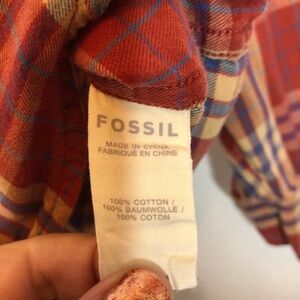 FOSSIL
MADE IN CHINA
FABRIQUÉ EN CHINE
100% COTTON /
100% BAUMWOLLE /
100% COTON